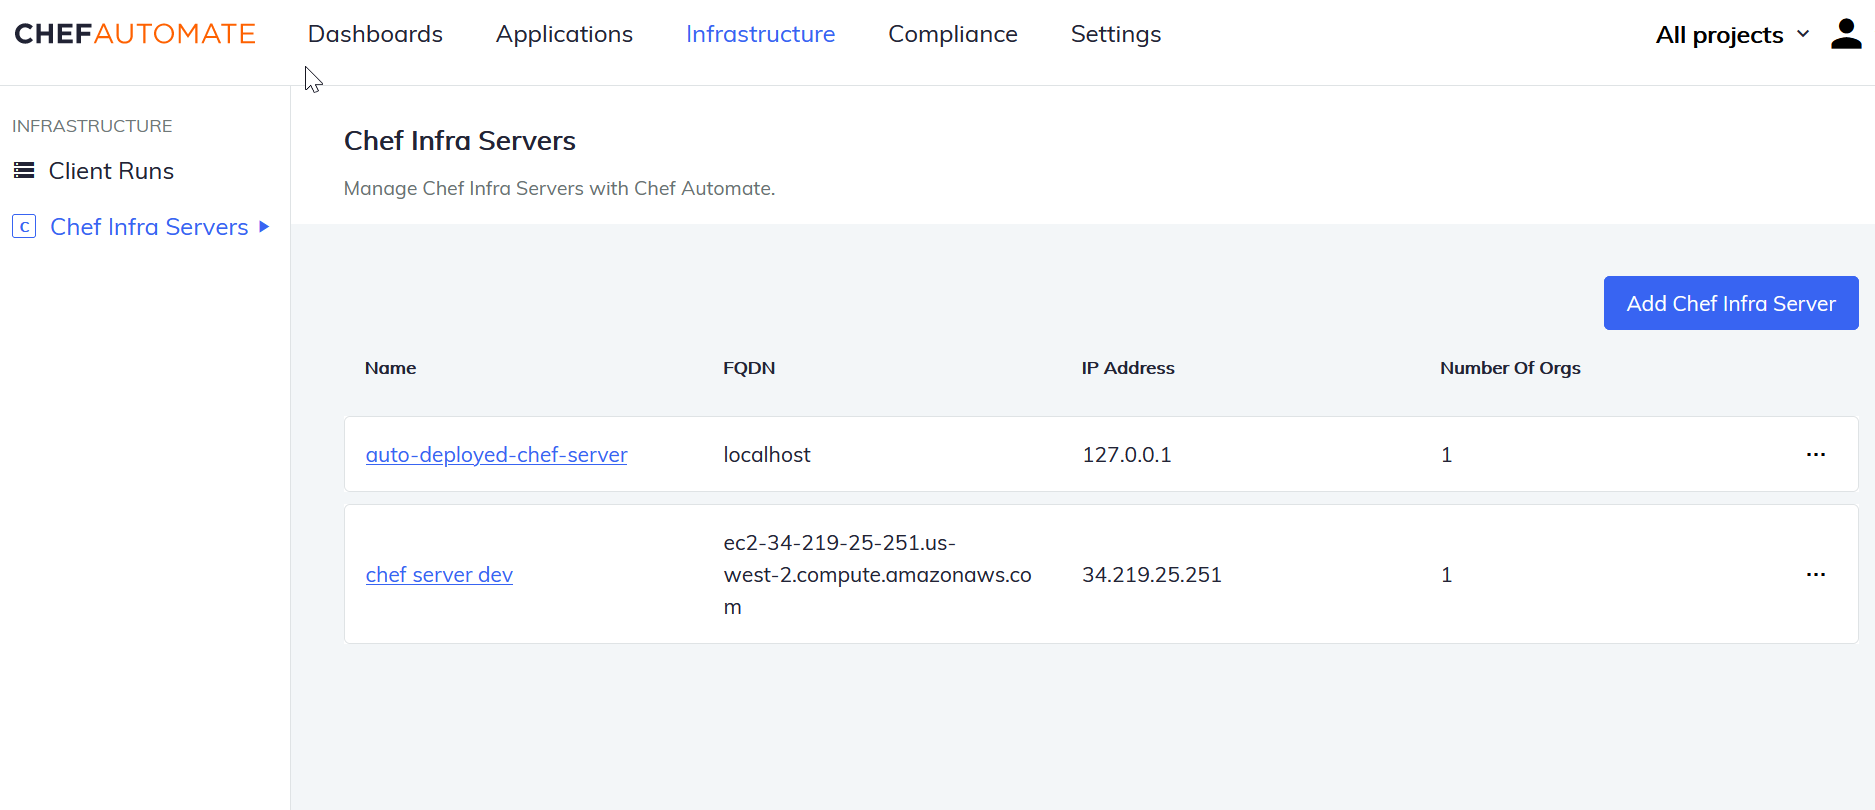 CHEFAUTOMATE Dashboards Applications Infrastructure Compliance Settings All projects
INFRASTRUCTURE
Client Runs
C Chef Infra Servers
Chef Infra Servers
Manage Chef Infra Servers with Chef Automate.
Add Chef Infra Server
Name FQDN IP Address Number Of Orgs
auto-deployed-chef-server localhost 127.0.0.1 1 ...
ec2-34-219-25-251.us-
chef server dev west-2.compute.amazonaws.co 34.219.25.251 1 ...
m